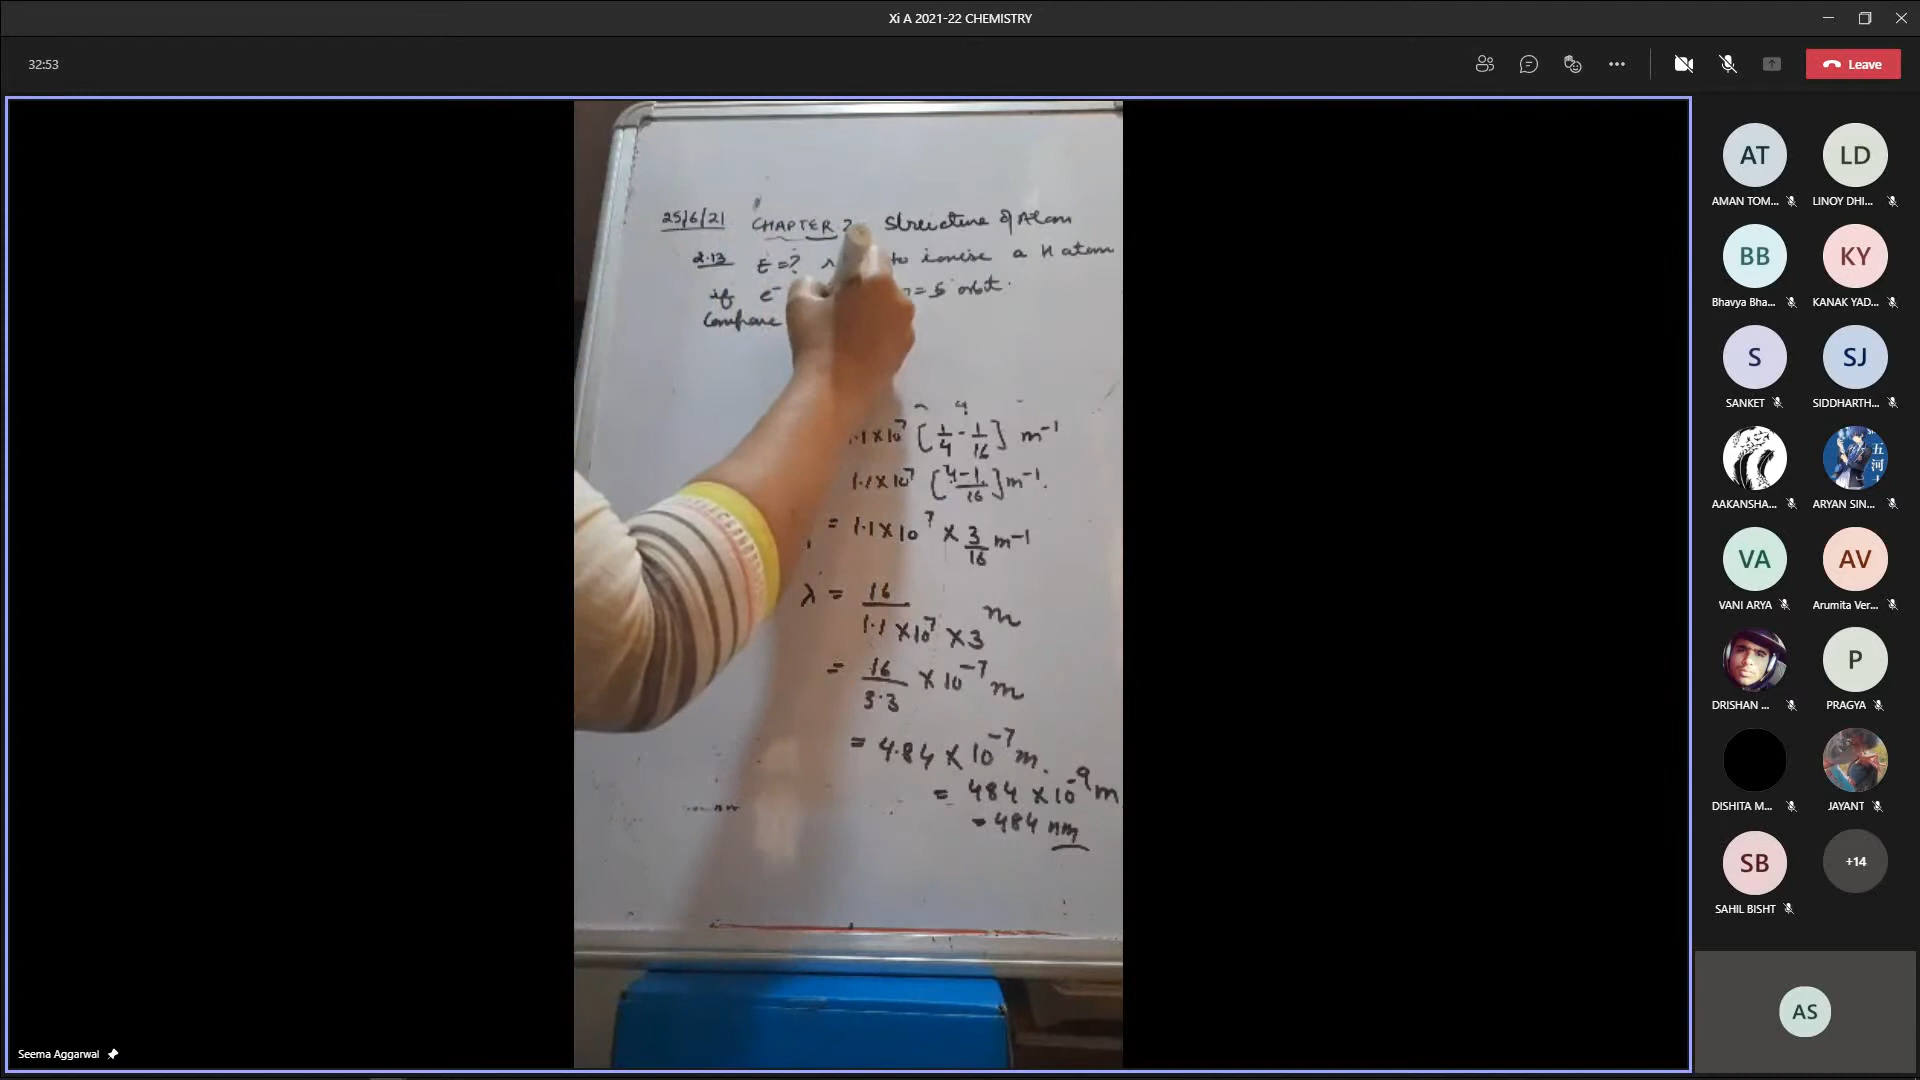 Xi A 2021-22 CHEMISTRY
32:53
Leave
25/6/21 CHAPTER 2 Structure of Atom
2.13 E=? to ionise a H atom
if e⁻ n=5 orbit.
Compare
1.1×10⁷ [1/4 - 1/16] m⁻¹
1.1×10⁷ [4-1/16] m⁻¹.
= 1.1×10⁷ × 3/16 m⁻¹
λ = 16/1.1×10⁷×3 m
= 16/3.3 × 10⁻⁷ m
= 4.84 × 10⁻⁷ m.
= 484 × 10⁻⁹ m
= 484 nm
Seema Aggarwal
AT
LD
AMAN TOM...
LINOY DHI...
BB
KY
Bhavya Bha...
KANAK YAD...
S
SJ
SANKET
SIDDHARTH...
五
河
AAKANSHA...
ARYAN SIN...
VA
AV
VANI ARYA
Arumita Ver...
P
DRISHAN ...
PRAGYA
DISHITA M...
JAYANT
SB
+14
SAHIL BISHT
AS